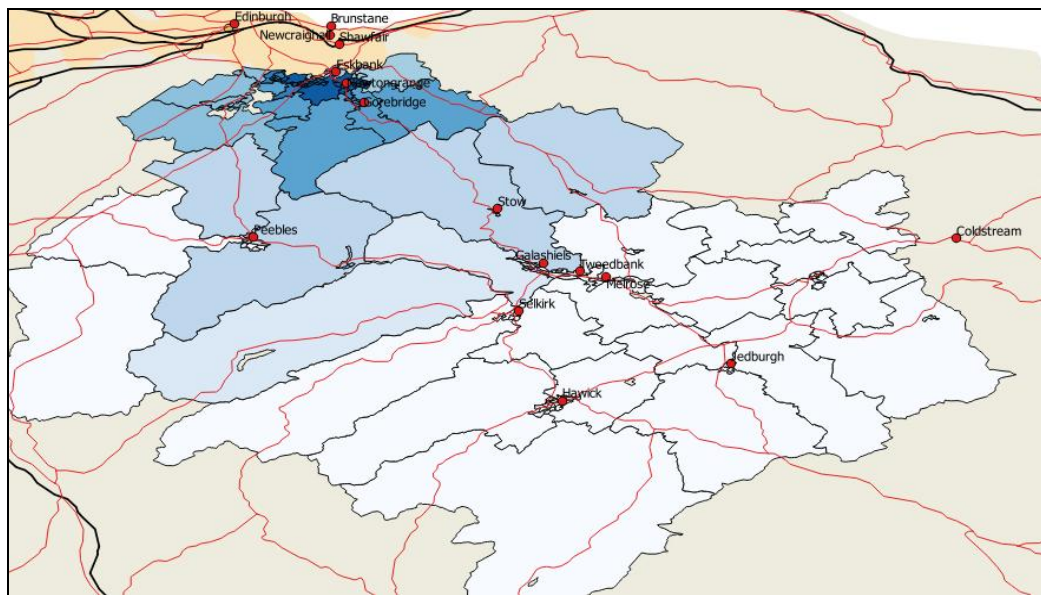 Edinburgh
Brunstane
Newcraighall
Shawfair
Eskbank
Newtongrange
Gorebridge
Stow
Peebles
Coldstream
Galashiels
Tweedbank
Melrose
Selkirk
Jedburgh
Hawick